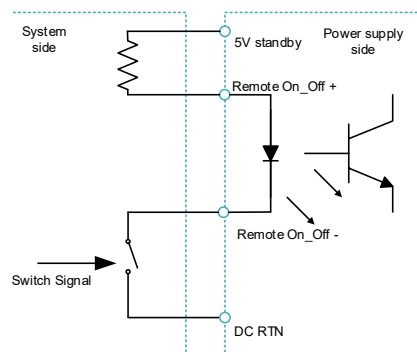 System
side
5V standby
Power supply
side
Remote On_Off +
Remote On_Off -
Switch Signal
DC RTN